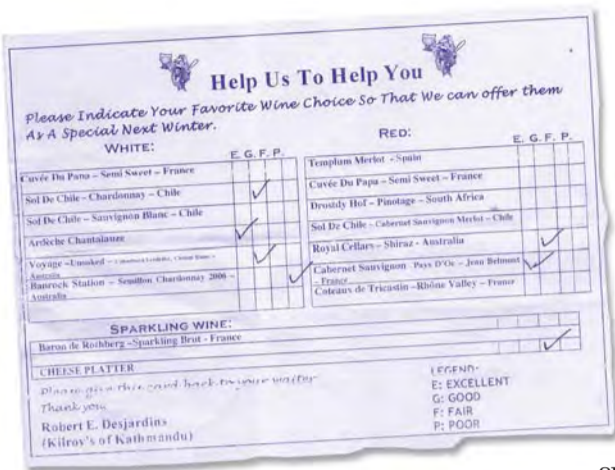 Help Us To Help You
Please Indicate Your Favorite Wine Choice So That We can offer them
As A Special Next Winter.
WHITE:
E. G. F. P.
Cuvée Du Papa – Semi Sweet – France
Sol De Chile – Chardonnay – Chile
Sol De Chile – Sauvignon Blanc – Chile
Ardèche Chantalauze
Voyage – Unoaked –
Australia
Banrock Station – Semillon Chardonnay 2006 –
Australia
RED:
E. G. F. P.
Templum Merlot - Spain
Cuvée Du Papa – Semi Sweet – France
Drostdy Hof – Pinotage – South Africa
Sol De Chile – Cabernet Sauvignon Merlot – Chile
Royal Cellars – Shiraz - Australia
Cabernet Sauvignon Pays D'Oc – Jean Belmont
– France
Coteaux de Tricastin –Rhône Valley – France
SPARKLING WINE:
Baron de Rothberg –Sparkling Brut - France
CHEESE PLATTER
Please give this card back to your waiter
Thank you
Robert E. Desjardins
(Kilroy's of Kathmandu)
LEGEND:
E: EXCELLENT
G: GOOD
F: FAIR
P: POOR